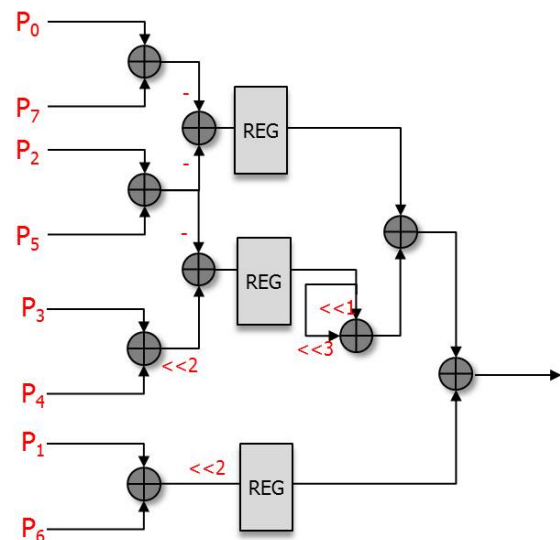 P₀
P₇
-
REG
P₂
-
P₅
-
REG
P₃
<<1
<<3
P₄
<<2
P₁
<<2
REG
P₆